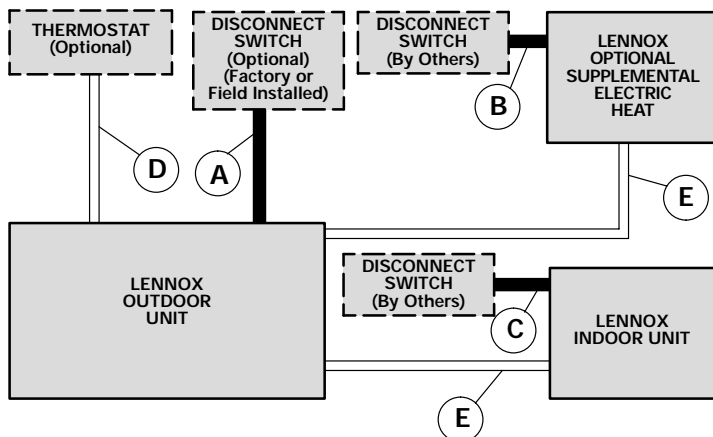 THERMOSTAT
(Optional)
DISCONNECT
SWITCH
(Optional)
(Factory or
Field Installed)
DISCONNECT
SWITCH
(By Others)
LENNOX
OPTIONAL
SUPPLEMENTAL
ELECTRIC
HEAT
B
D
A
E
LENNOX
OUTDOOR
UNIT
DISCONNECT
SWITCH
(By Others)
C
LENNOX
INDOOR UNIT
E